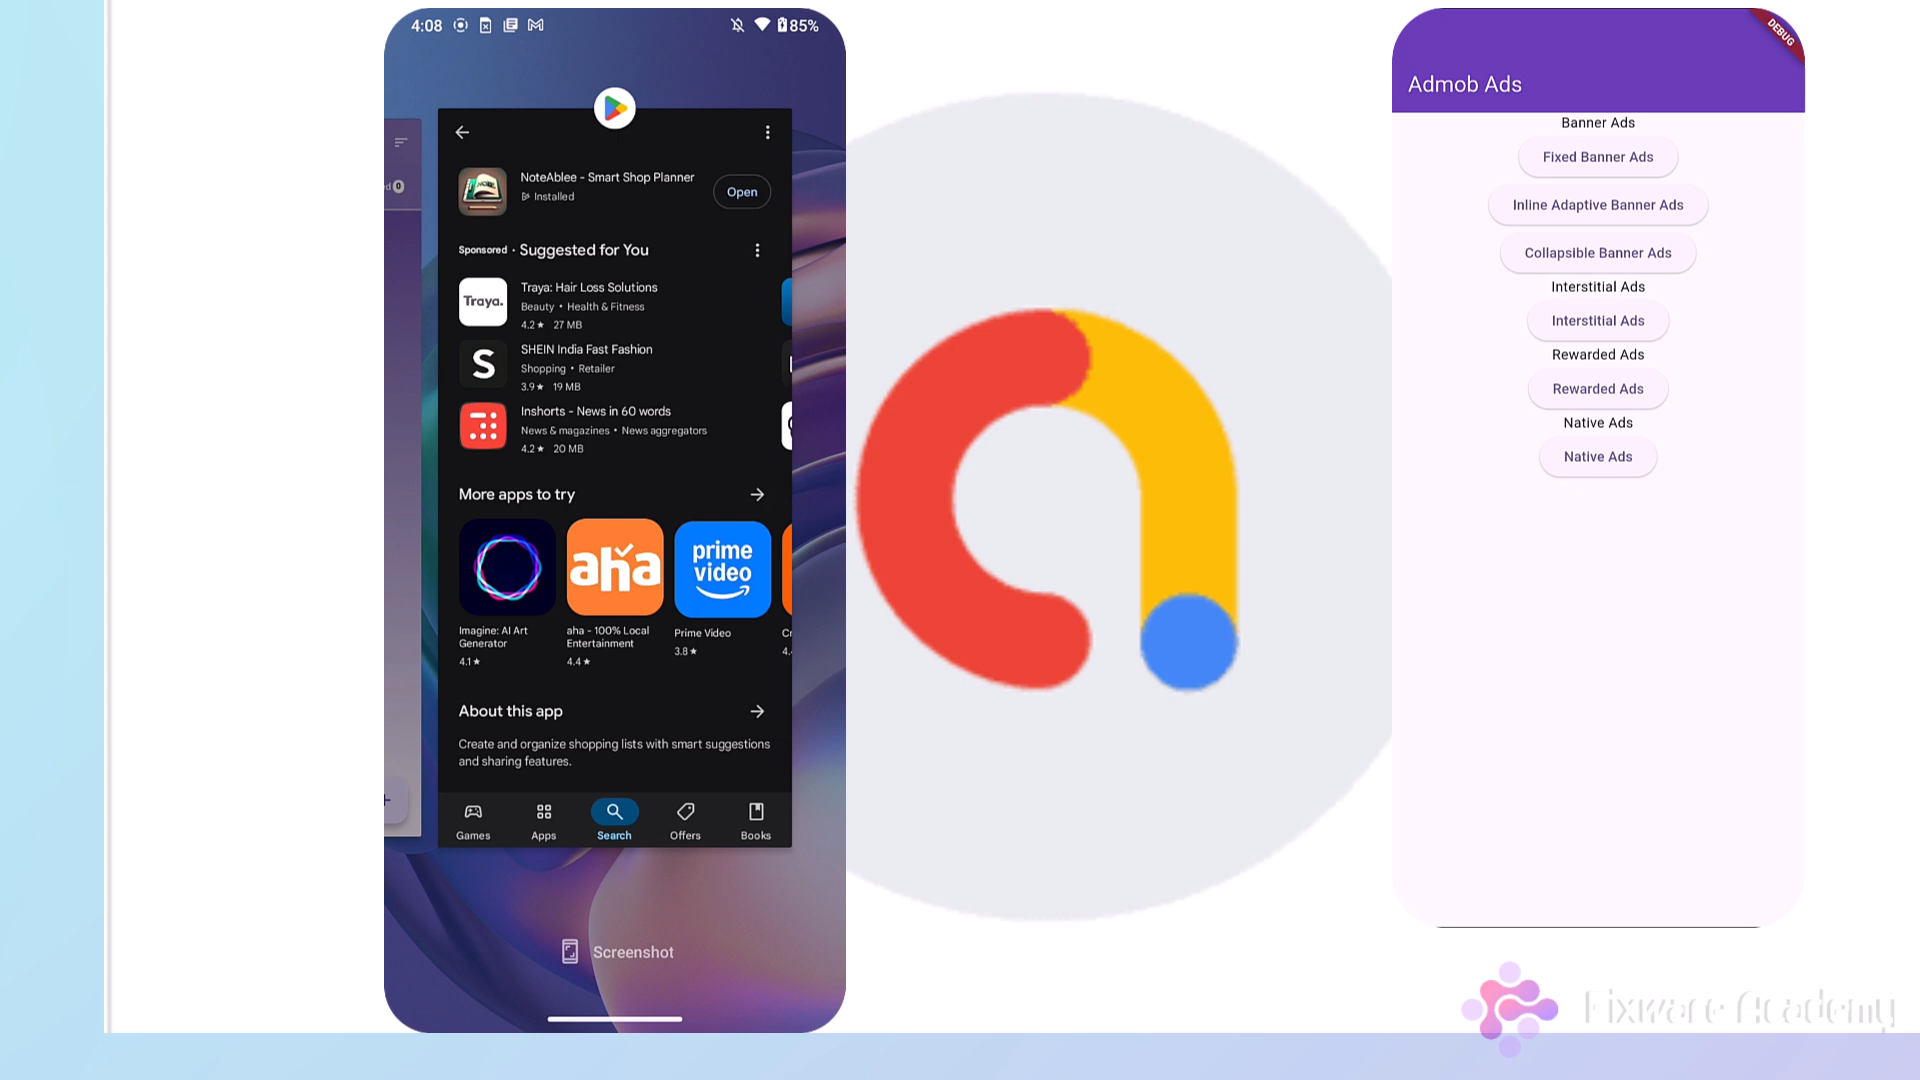 4:08
85%
d 0
NoteAblee - Smart Shop Planner
Installed
Open
Sponsored · Suggested for You
Traya.
Traya: Hair Loss Solutions
Beauty • Health & Fitness
4.2★ 27 MB
S
SHEIN India Fast Fashion
Shopping • Retailer
3.9★ 19 MB
Inshorts - News in 60 words
News & magazines • News aggregators
4.2★ 20 MB
More apps to try
aha
prime
video
Imagine: AI Art
Generator
4.1★
aha - 100% Local
Entertainment
4.4★
Prime Video
3.8★
About this app
Create and organize shopping lists with smart suggestions
and sharing features.
Games
Apps
Search
Offers
Books
Screenshot
DEBUG
Admob Ads
Banner Ads
Fixed Banner Ads
Inline Adaptive Banner Ads
Collapsible Banner Ads
Interstitial Ads
Interstitial Ads
Rewarded Ads
Rewarded Ads
Native Ads
Native Ads
Fixware Academy